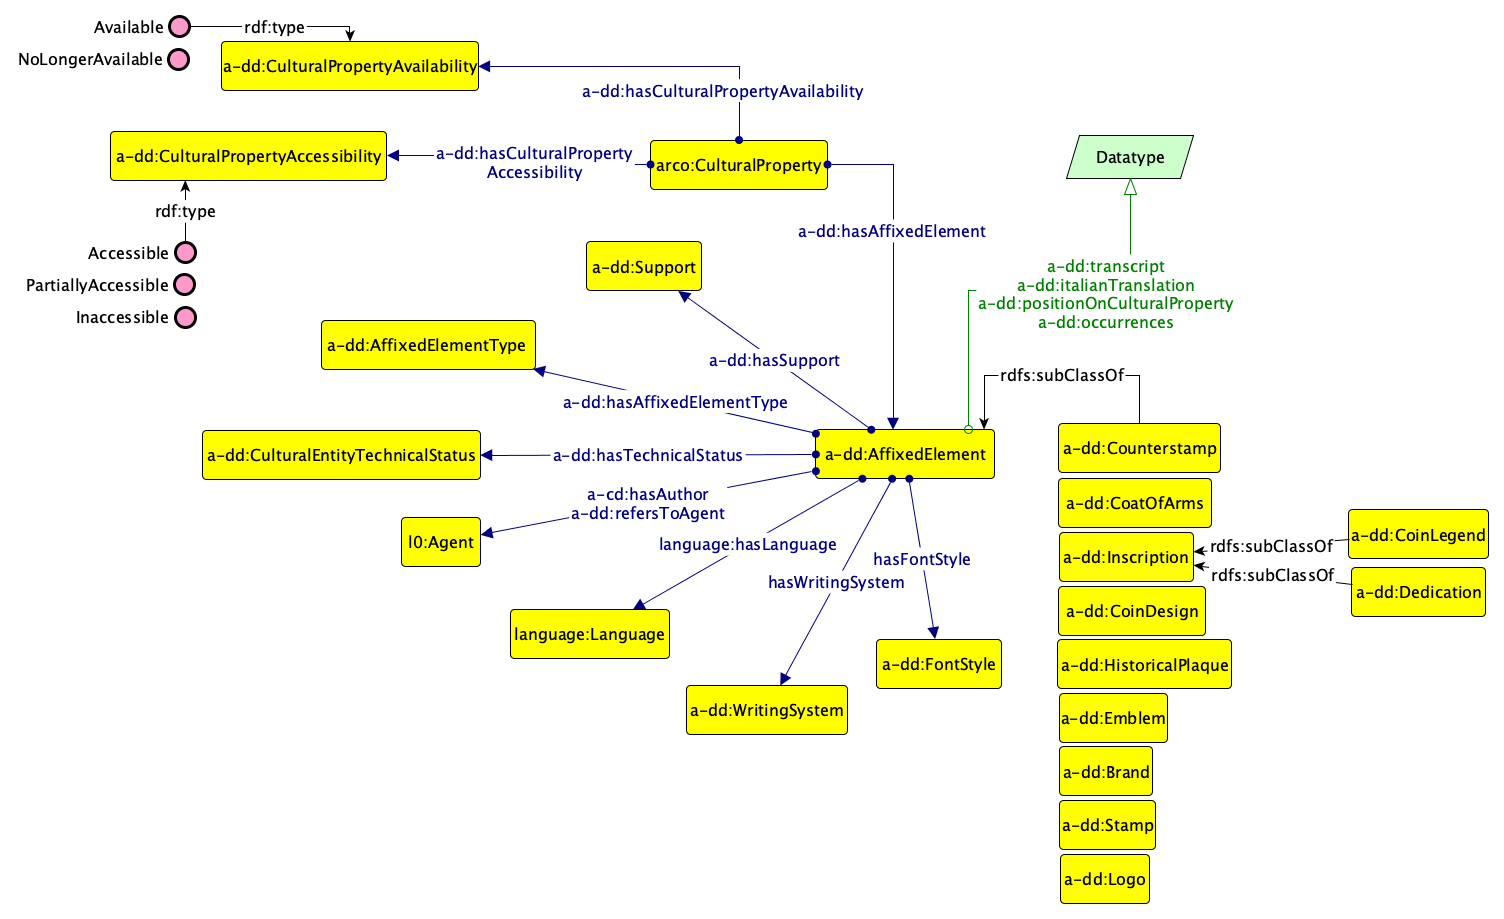 Available
rdf:type
NoLongerAvailable
a-dd:CulturalPropertyAvailability
a-dd:hasCulturalPropertyAvailability
a-dd:CulturalPropertyAccessibility
a-dd:hasCulturalProperty
Accessibility
arco:CulturalProperty
Datatype
rdf:type
a-dd:hasAffixedElement
Accessible
PartiallyAccessible
Inaccessible
a-dd:Support
a-dd:transcript
a-dd:italianTranslation
a-dd:positionOnCulturalProperty
a-dd:occurrences
a-dd:AffixedElementType
a-dd:hasSupport
rdfs:subClassOf
a-dd:hasAffixedElementType
a-dd:CulturalEntityTechnicalStatus
a-dd:hasTechnicalStatus
a-dd:AffixedElement
a-dd:Counterstamp
a-cd:hasAuthor
a-dd:refersToAgent
a-dd:CoatOfArms
l0:Agent
language:hasLanguage
hasFontStyle
hasWritingSystem
a-dd:Inscription
rdfs:subClassOf
a-dd:CoinLegend
rdfs:subClassOf
a-dd:Dedication
language:Language
a-dd:CoinDesign
a-dd:FontStyle
a-dd:HistoricalPlaque
a-dd:WritingSystem
a-dd:Emblem
a-dd:Brand
a-dd:Stamp
a-dd:Logo